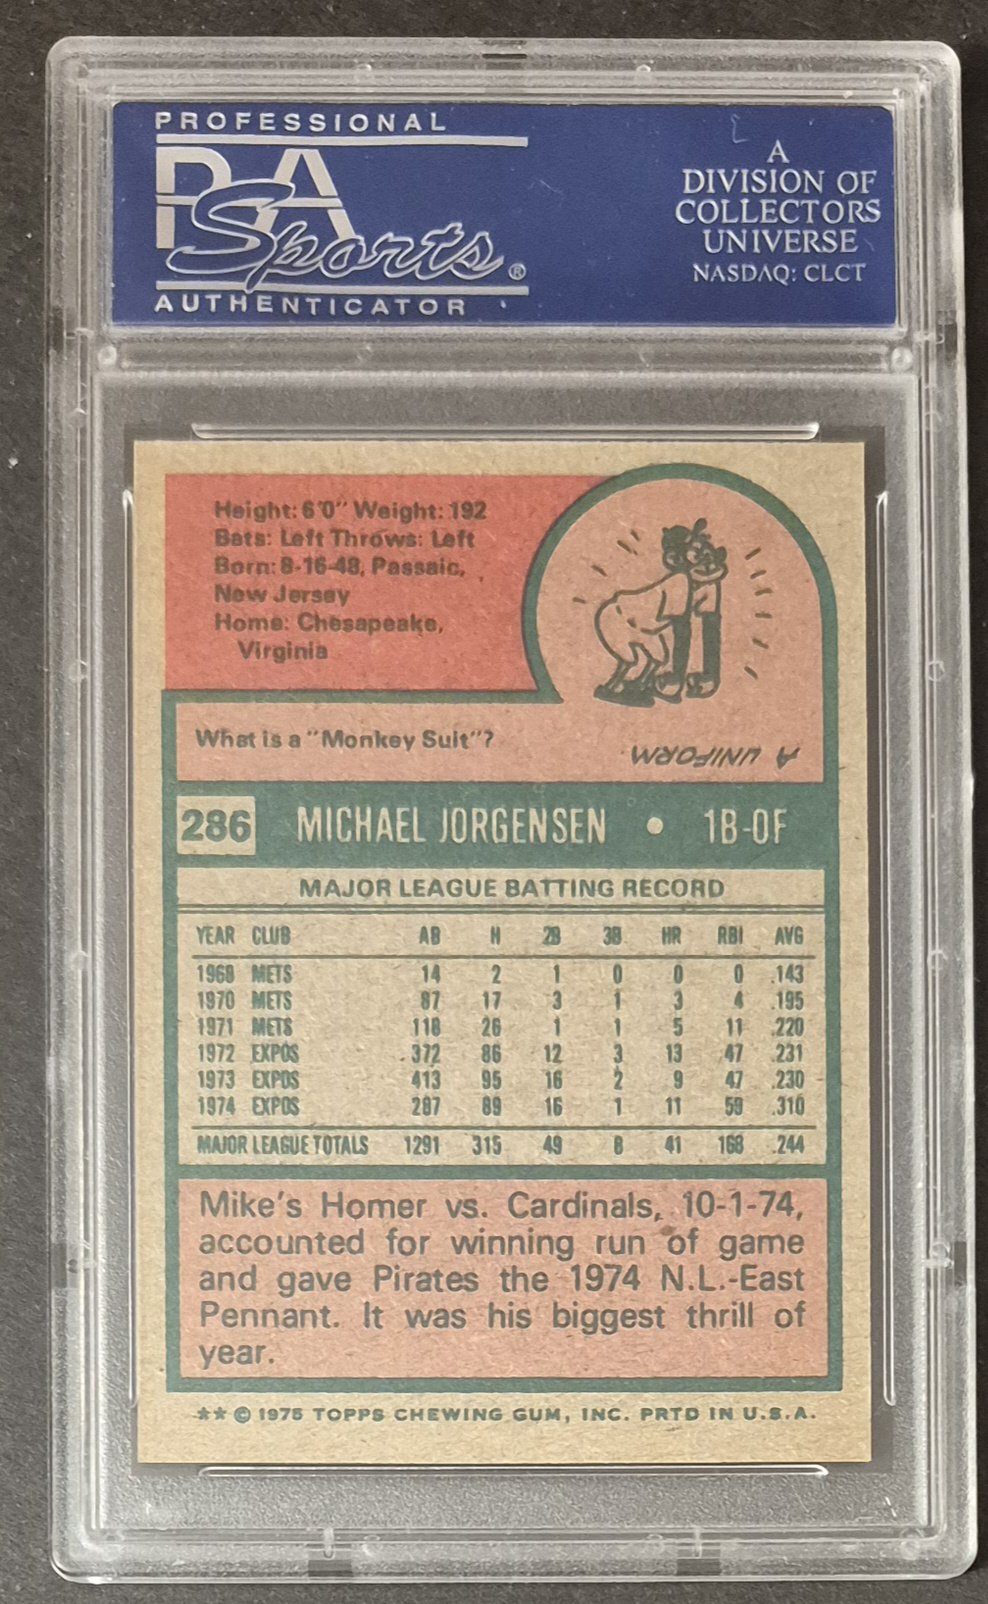 PROFESSIONAL
PSA
Sports®
AUTHENTICATOR
A
DIVISION OF
COLLECTORS
UNIVERSE
NASDAQ: CLCT
Height: 6'0" Weight: 192
Bats: Left Throws: Left
Born: 8-16-48, Passaic,
New Jersey
Home: Chesapeake,
Virginia
What is a "Monkey Suit"?
A UNIFORM.
286 MICHAEL JORGENSEN • 1B-OF
MAJOR LEAGUE BATTING RECORD
YEAR CLUB AB H 2B 3B HR RBI AVG
1968 METS 14 2 1 0 0 0 .143
1970 METS 87 17 3 1 3 4 .195
1971 METS 118 26 1 1 5 11 .220
1972 EXPOS 372 86 12 3 13 47 .231
1973 EXPOS 413 95 16 2 9 47 .230
1974 EXPOS 287 89 16 1 11 59 .310
MAJOR LEAGUE TOTALS 1291 315 49 8 41 168 .244
Mike's Homer vs. Cardinals, 10-1-74,
accounted for winning run of game
and gave Pirates the 1974 N.L.-East
Pennant. It was his biggest thrill of
year.
** © 1975 TOPPS CHEWING GUM, INC. PRTD IN U.S.A.